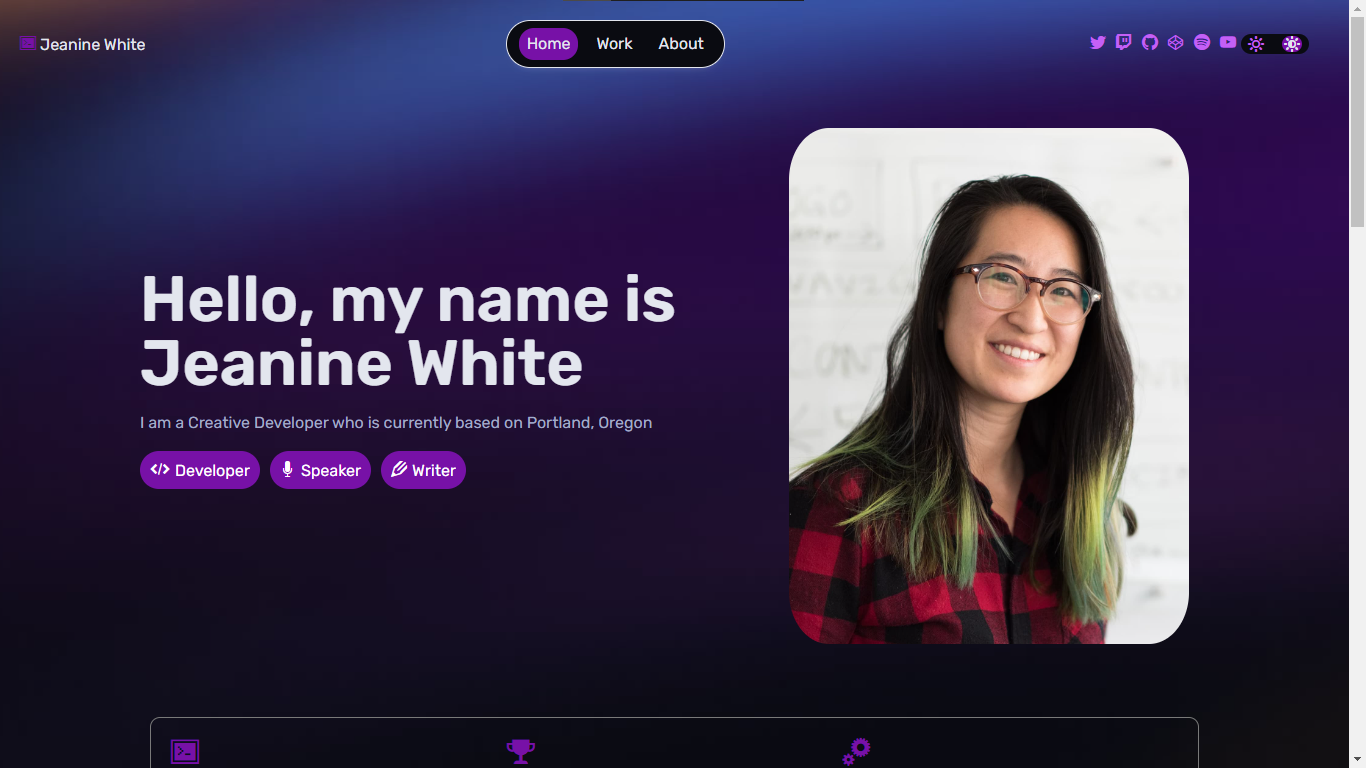 Jeanine White
Home Work About
Hello, my name is
Jeanine White
I am a Creative Developer who is currently based on Portland, Oregon
Developer Speaker Writer